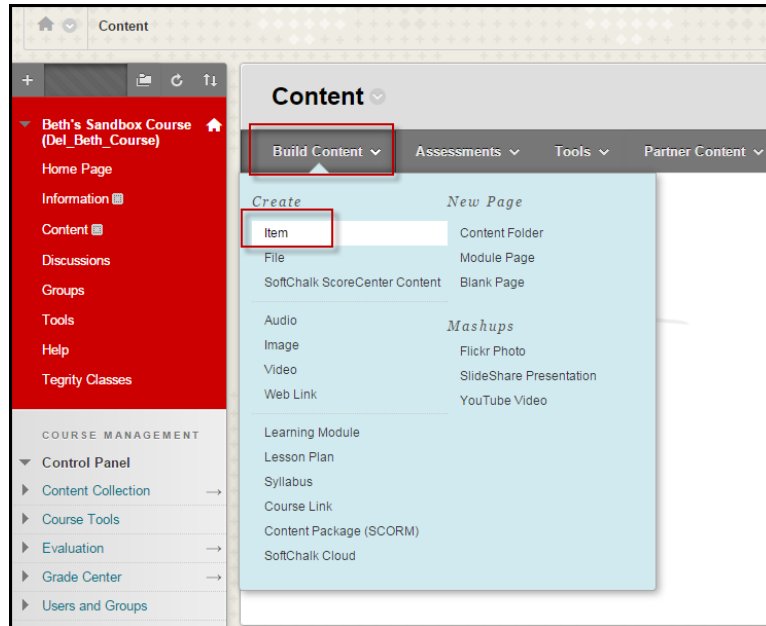 Content
Beth's Sandbox Course
(Del_Beth_Course)
Home Page
Information
Content
Discussions
Groups
Tools
Help
Tegrity Classes
COURSE MANAGEMENT
Control Panel
Content Collection
Course Tools
Evaluation
Grade Center
Users and Groups
Content
Build Content
Assessments
Tools
Partner Content
Create
Item
File
SoftChalk ScoreCenter Content
Audio
Image
Video
Web Link
Learning Module
Lesson Plan
Syllabus
Course Link
Content Package (SCORM)
SoftChalk Cloud
New Page
Content Folder
Module Page
Blank Page
Mashups
Flickr Photo
SlideShare Presentation
YouTube Video